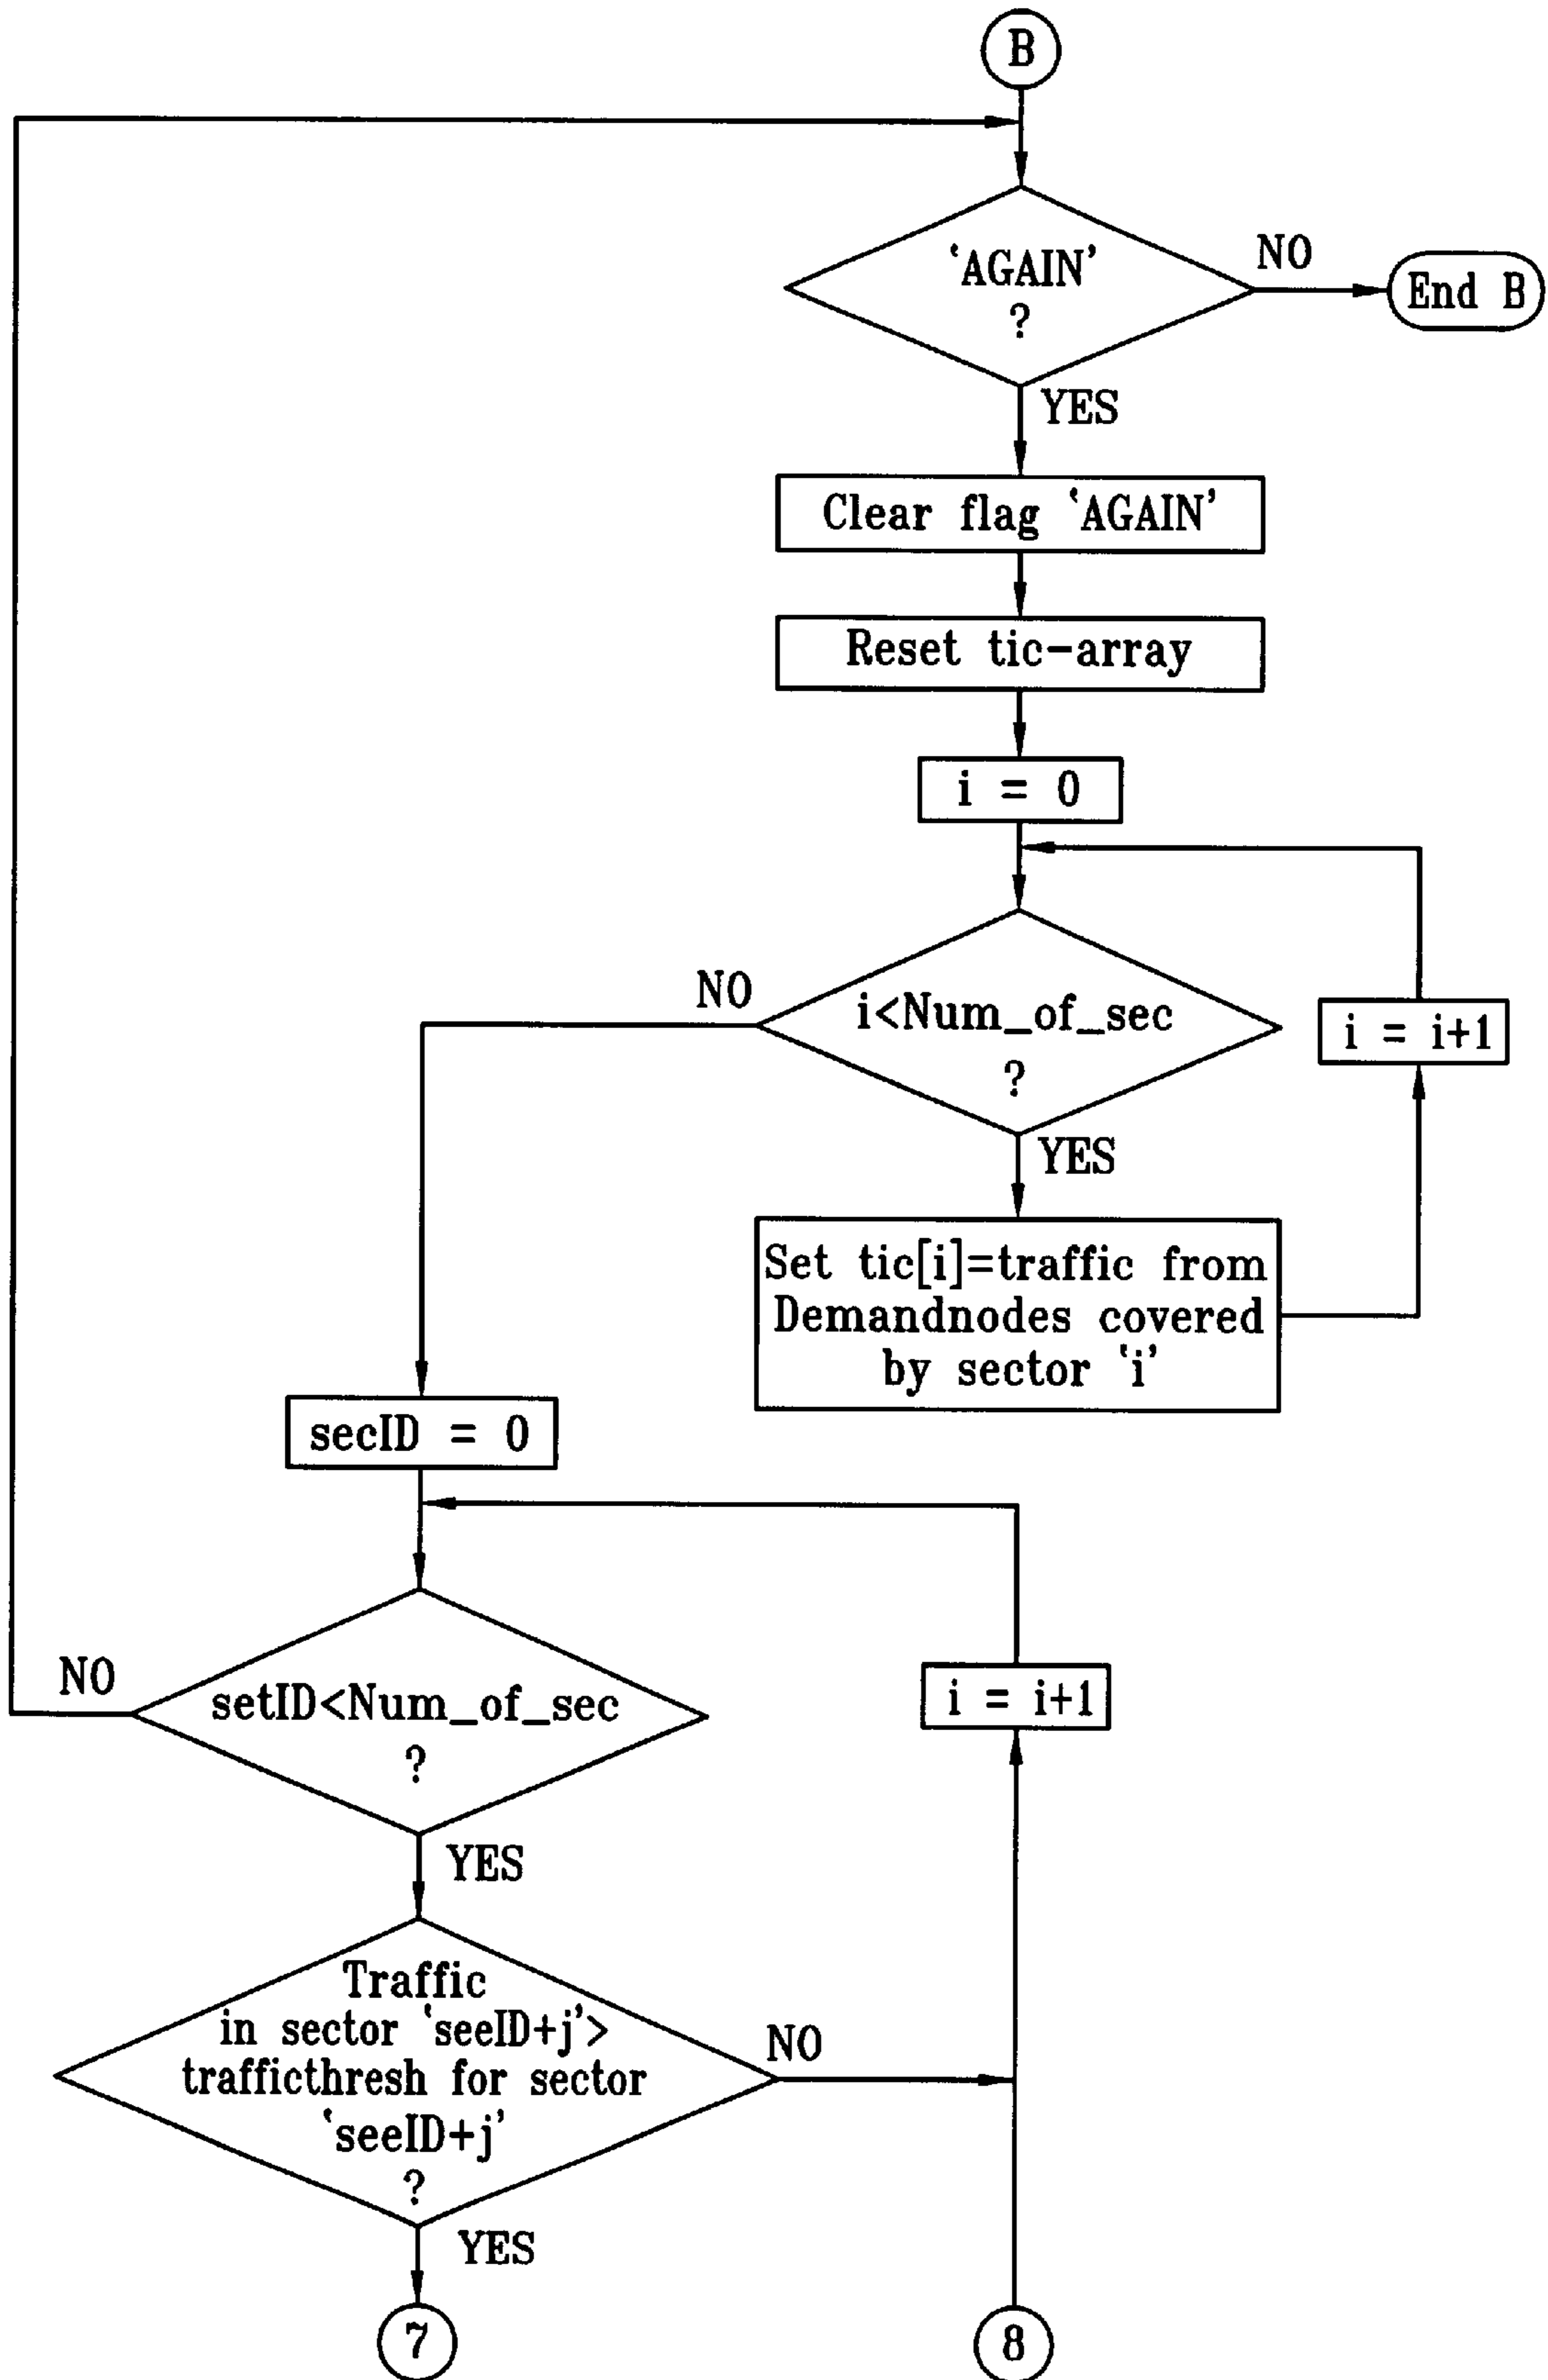 B
‘AGAIN’
?
NO
End B
YES
Clear flag ‘AGAIN’
Reset tic-array
i = 0
i<Num_of_sec
?
NO
i = i+1
YES
Set tic[i]=traffic from
Demandnodes covered
by sector ‘i’
secID = 0
setID<Num_of_sec
?
NO
i = i+1
YES
Traffic
in sector ‘seeID+j’>
trafficthresh for sector
‘seeID+j’
?
NO
YES
7
8